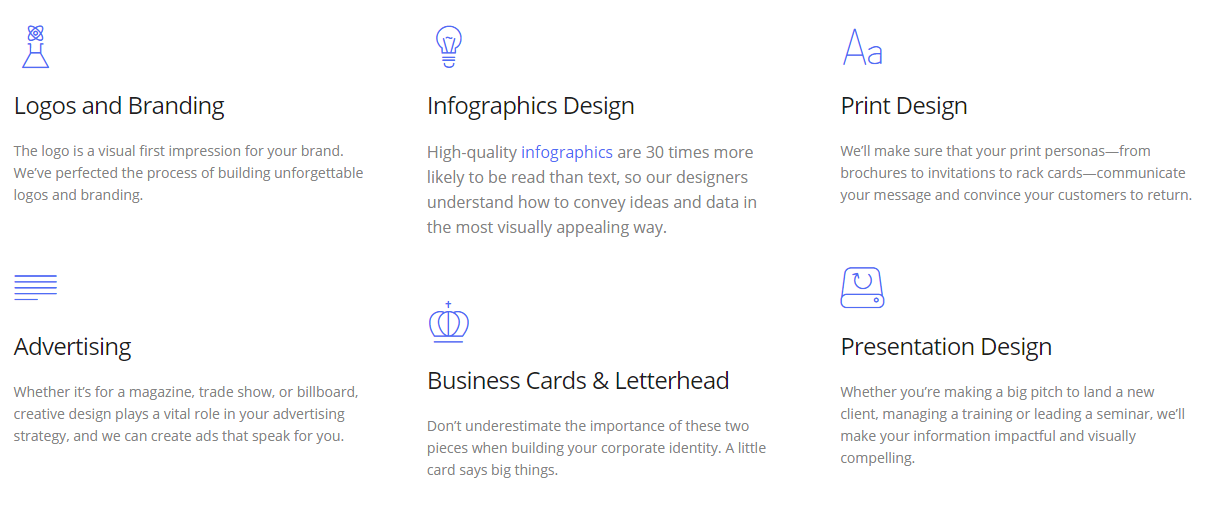 Logos and Branding
The logo is a visual first impression for your brand.
We've perfected the process of building unforgettable
logos and branding.
Infographics Design
High-quality infographics are 30 times more
likely to be read than text, so our designers
understand how to convey ideas and data in
the most visually appealing way.
Aa
Print Design
We'll make sure that your print personas—from
brochures to invitations to rack cards—communicate
your message and convince your customers to return.
Advertising
Whether it's for a magazine, trade show, or billboard,
creative design plays a vital role in your advertising
strategy, and we can create ads that speak for you.
Business Cards & Letterhead
Don't underestimate the importance of these two
pieces when building your corporate identity. A little
card says big things.
Presentation Design
Whether you're making a big pitch to land a new
client, managing a training or leading a seminar, we'll
make your information impactful and visually
compelling.